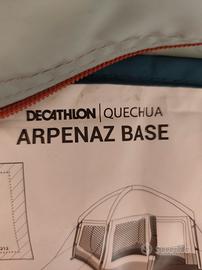 DECATHLON | QUECHUA
ARPENAZ BASE